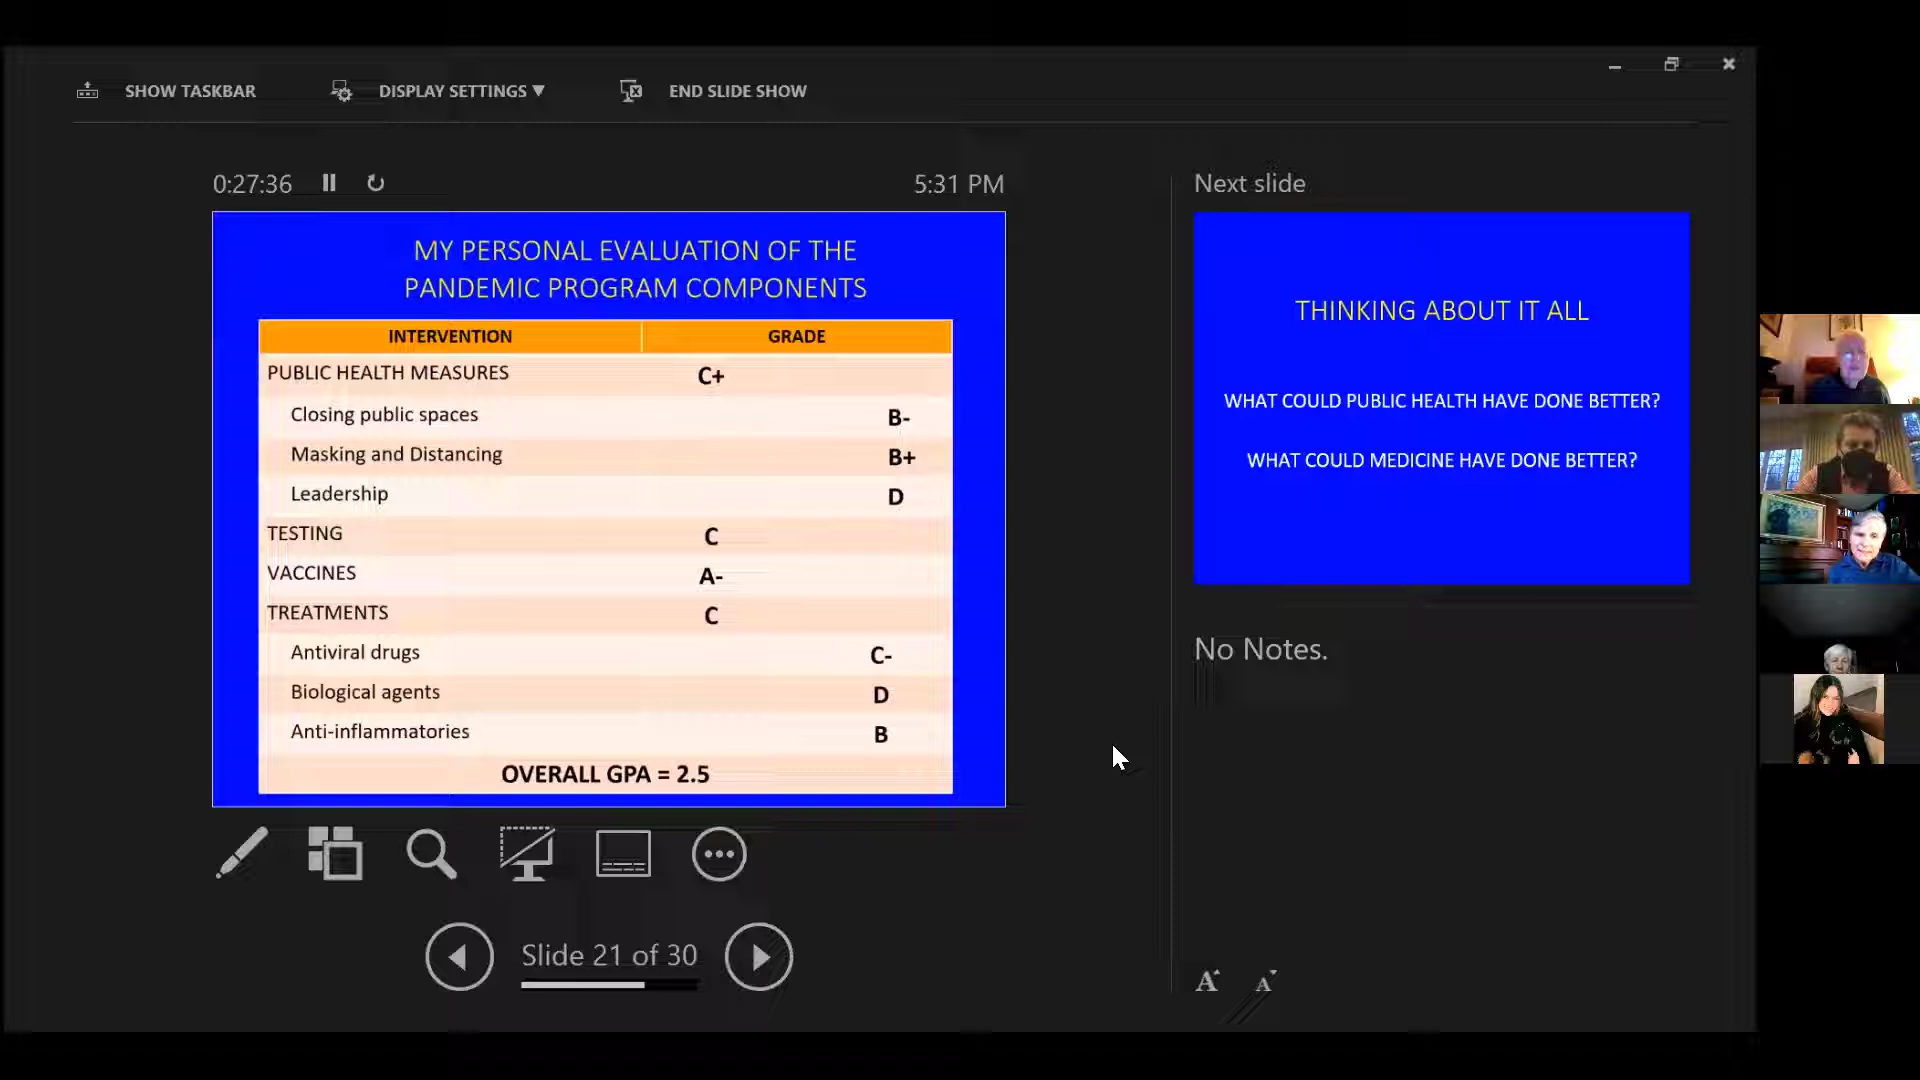 SHOW TASKBAR
DISPLAY SETTINGS ▼
END SLIDE SHOW
0:27:36
5:31 PM
MY PERSONAL EVALUATION OF THE
PANDEMIC PROGRAM COMPONENTS
INTERVENTION GRADE
PUBLIC HEALTH MEASURES C+
Closing public spaces B-
Masking and Distancing B+
Leadership D
TESTING C
VACCINES A-
TREATMENTS C
Antiviral drugs C-
Biological agents D
Anti-inflammatories B
OVERALL GPA = 2.5
Slide 21 of 30
Next slide
THINKING ABOUT IT ALL
WHAT COULD PUBLIC HEALTH HAVE DONE BETTER?
WHAT COULD MEDICINE HAVE DONE BETTER?
No Notes.
A A